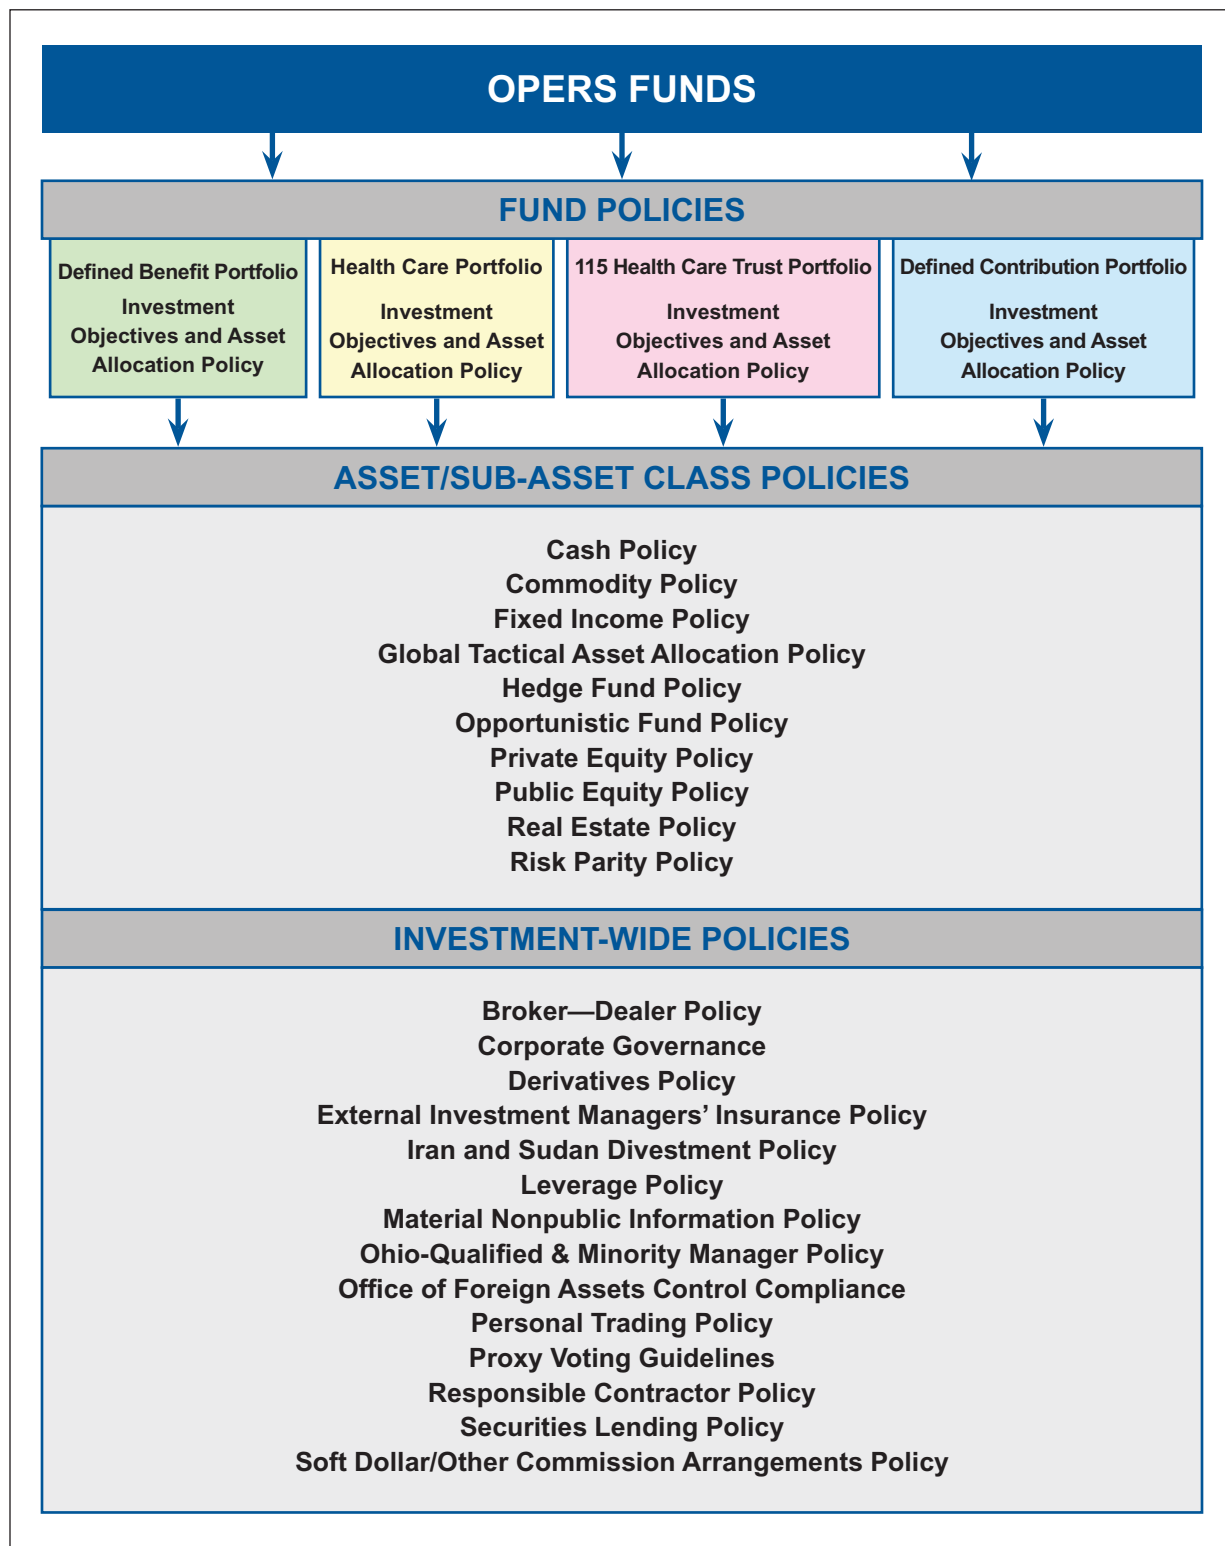 OPERS FUNDS
FUND POLICIES
Defined Benefit Portfolio
Investment
Objectives and Asset
Allocation Policy
Health Care Portfolio
Investment
Objectives and Asset
Allocation Policy
115 Health Care Trust Portfolio
Investment
Objectives and Asset
Allocation Policy
Defined Contribution Portfolio
Investment
Objectives and Asset
Allocation Policy
ASSET/SUB-ASSET CLASS POLICIES
Cash Policy
Commodity Policy
Fixed Income Policy
Global Tactical Asset Allocation Policy
Hedge Fund Policy
Opportunistic Fund Policy
Private Equity Policy
Public Equity Policy
Real Estate Policy
Risk Parity Policy
INVESTMENT-WIDE POLICIES
Broker—Dealer Policy
Corporate Governance
Derivatives Policy
External Investment Managers’ Insurance Policy
Iran and Sudan Divestment Policy
Leverage Policy
Material Nonpublic Information Policy
Ohio-Qualified & Minority Manager Policy
Office of Foreign Assets Control Compliance
Personal Trading Policy
Proxy Voting Guidelines
Responsible Contractor Policy
Securities Lending Policy
Soft Dollar/Other Commission Arrangements Policy